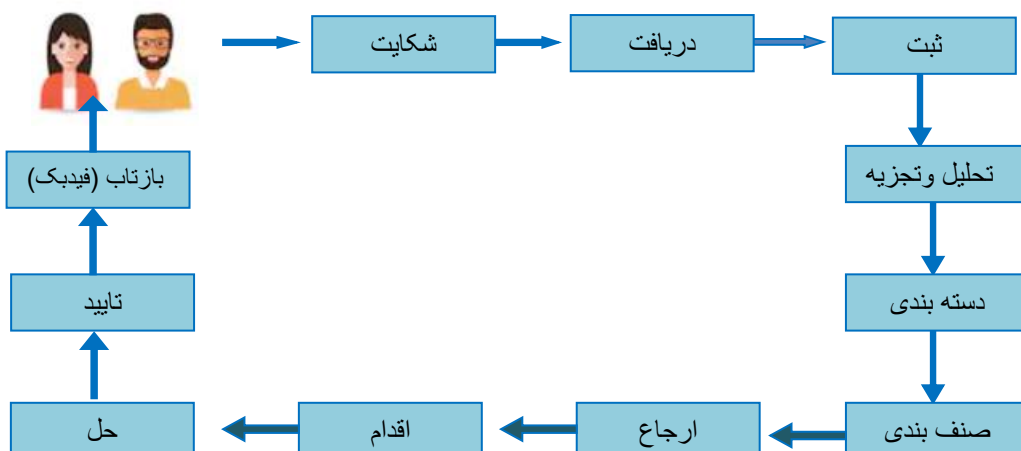 شکایت
دریافت
ثبت
تحلیل وتجزیه
دسته بندی
صنف بندی
ارجاع
اقدام
حل
تایید
بازتاب (فیدبک)